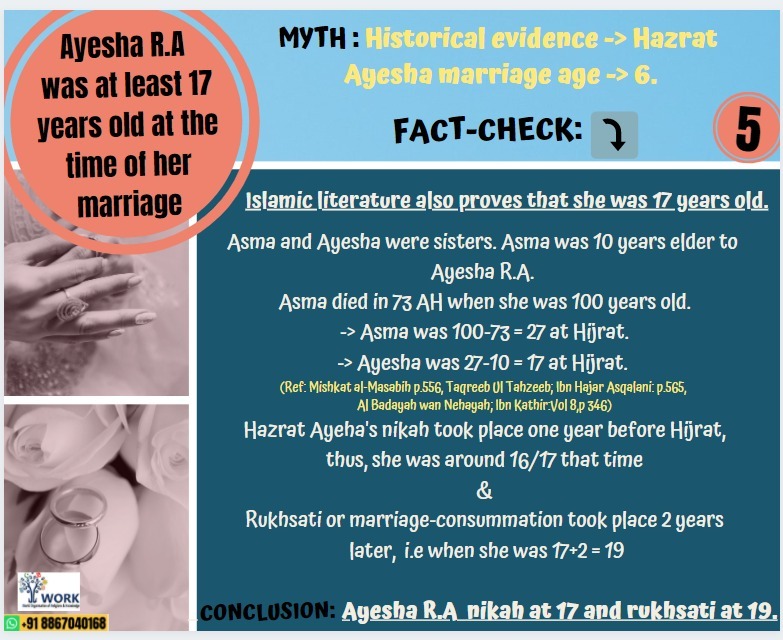 Ayesha R.A
was at least 17
years old at the
time of her
marriage
MYTH : Historical evidence -> Hazrat
Ayesha marriage age -> 6.
FACT-CHECK:
5
Islamic literature also proves that she was 17 years old.
Asma and Ayesha were sisters. Asma was 10 years elder to
Ayesha R.A.
Asma died in 73 AH when she was 100 years old.
-> Asma was 100-73 = 27 at Hijrat.
-> Ayesha was 27-10 = 17 at Hijrat.
(Ref: Mishkat al-Masabih p.556, Taqreeb Ul Tahzeeb; Ibn Hajar Asqalani: p.565,
Al Badayah wan Nehayah; Ibn Kathir:Vol 8,p 346)
Hazrat Ayeha's nikah took place one year before Hijrat,
thus, she was around 16/17 that time
&
Rukhsati or marriage-consummation took place 2 years
later, i.e when she was 17+2 = 19
WORK
+91 8867040168
CONCLUSION: Ayesha R.A nikah at 17 and rukhsati at 19.